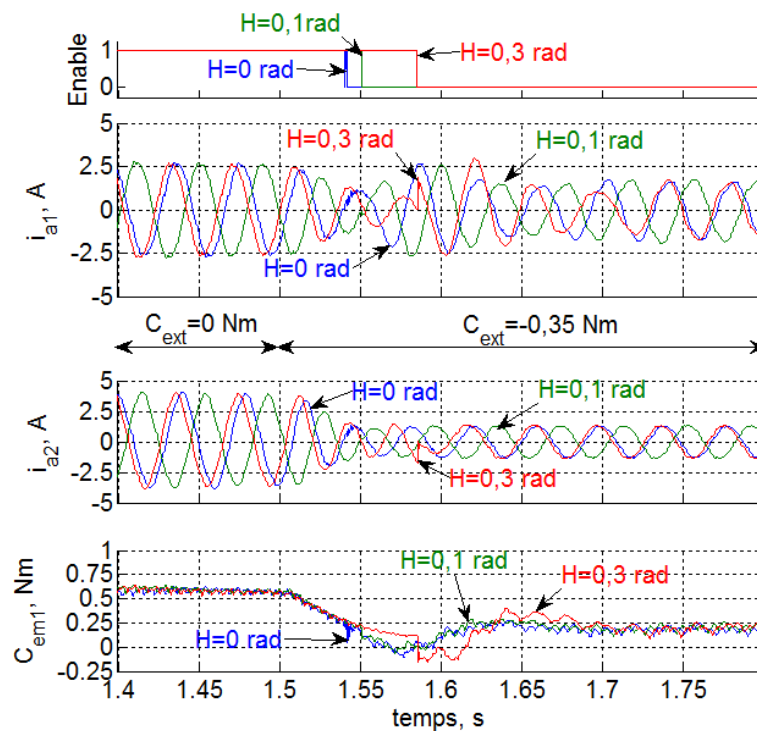 Enable
1
0
H=0,1rad
H=0 rad
H=0,3 rad
i_a1, A
5
2.5
0
-2.5
-5
H=0,3 rad
H=0,1 rad
H=0 rad
C_ext=0 Nm
C_ext=-0,35 Nm
i_a2, A
5
2.5
0
-2.5
-5
H=0 rad
H=0,1 rad
H=0,3 rad
C_em1, Nm
1
0.75
0.5
0.25
0
-0.25
H=0,1 rad
H=0,3 rad
H=0 rad
1.4 1.45 1.5 1.55 1.6 1.65 1.7 1.75
temps, s